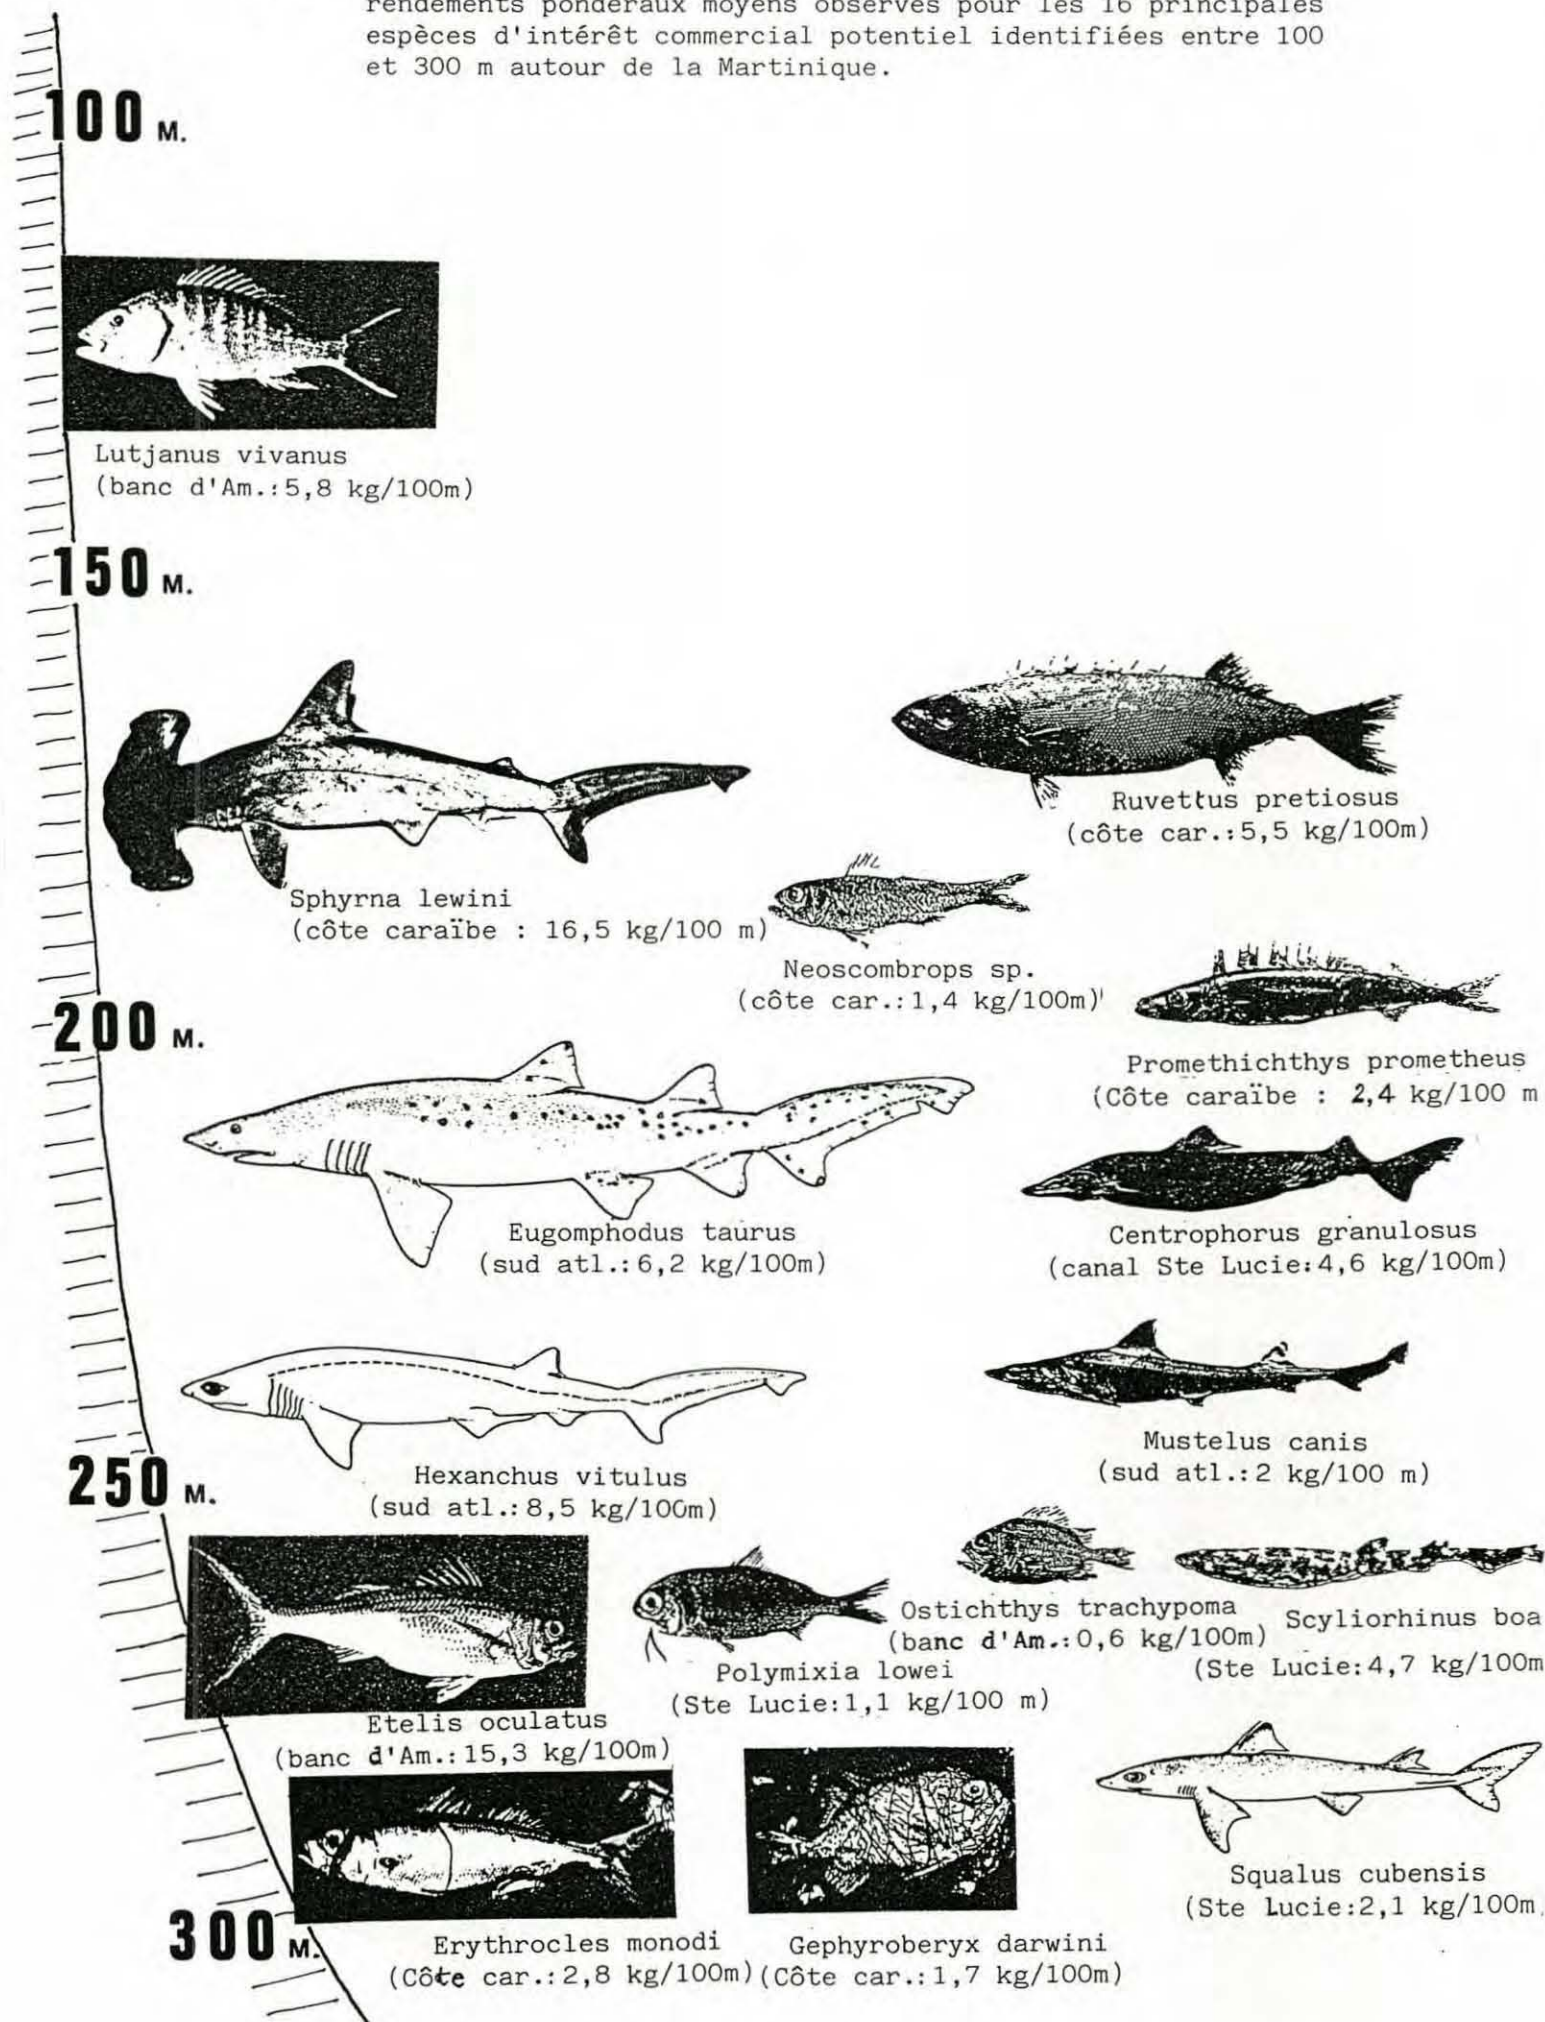 rendements pondéraux moyens observés pour les 16 principales
espèces d'intérêt commercial potentiel identifiées entre 100
et 300 m autour de la Martinique.
100 M.
Lutjanus vivanus
(banc d'Am.:5,8 kg/100m)
150 M.
Ruvettus pretiosus
(côte car.:5,5 kg/100m)
Sphyrna lewini
(côte caraïbe : 16,5 kg/100 m)
Neoscombrops sp.
(côte car.:1,4 kg/100m)
200 M.
Promethichthys prometheus
(Côte caraïbe : 2,4 kg/100 m
Eugomphodus taurus
(sud atl.:6,2 kg/100m)
Centrophorus granulosus
(canal Ste Lucie:4,6 kg/100m)
Mustelus canis
(sud atl.:2 kg/100 m)
250 M.
Hexanchus vitulus
(sud atl.:8,5 kg/100m)
Ostichthys trachypoma
(banc d'Am.:0,6 kg/100m)
Scyliorhinus boa
(Ste Lucie:4,7 kg/100m
Polymixia lowei
(Ste Lucie:1,1 kg/100 m)
Etelis oculatus
(banc d'Am.:15,3 kg/100m)
Squalus cubensis
(Ste Lucie:2,1 kg/100m
300 M.
Erythrocles monodi
(Côte car.:2,8 kg/100m)
Gephyroberyx darwini
(Côte car.:1,7 kg/100m)